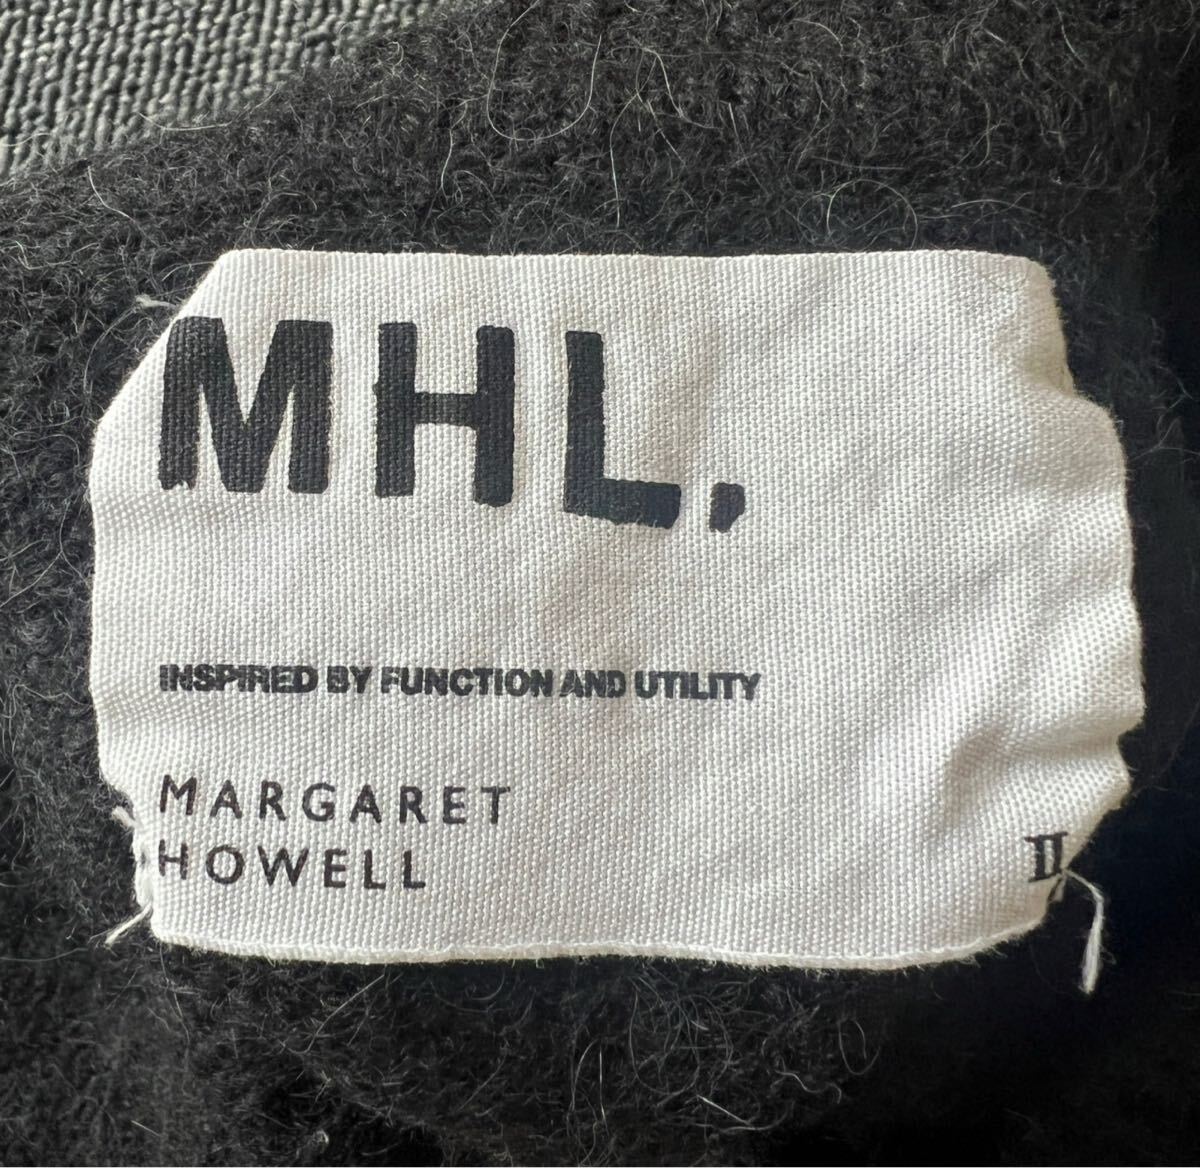 MHL.
INSPIRED BY FUNCTION AND UTILITY
MARGARET
HOWELL
II